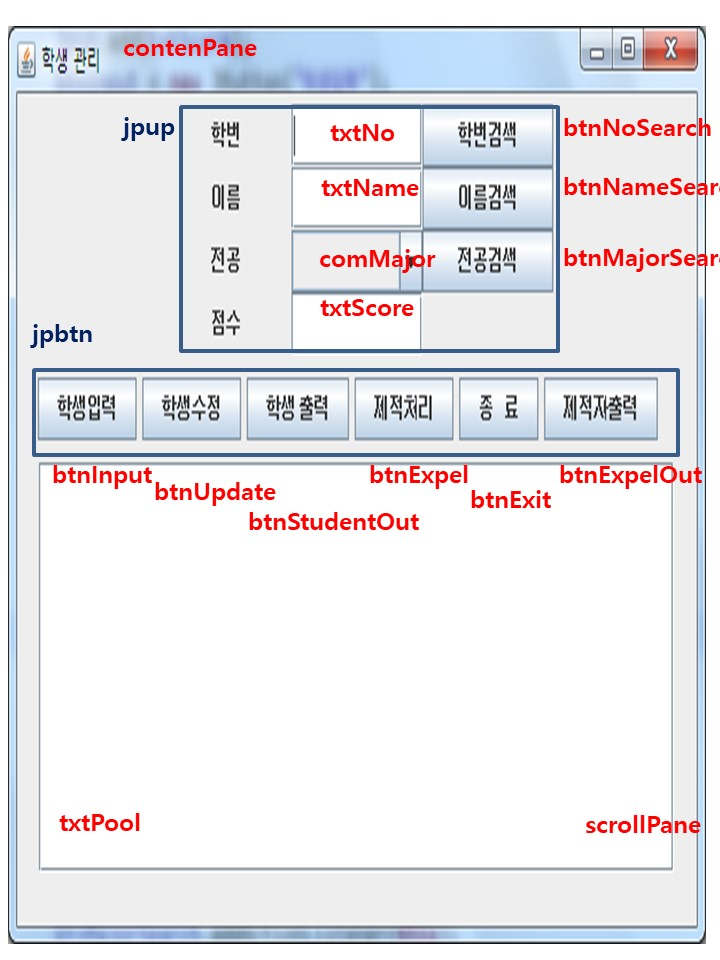 학생 관리 contenPane
jpup 학번 txtNo 학번검색 btnNoSearch
이름 txtName 이름검색 btnNameSear
전공 comMajor 전공검색 btnMajorSear
점수 txtScore
jpbtn
학생입력 학생수정 학생 출력 제적처리 종 료 제적자출력
btnInput btnUpdate btnStudentOut btnExpel btnExit btnExpelOut
txtPool scrollPane